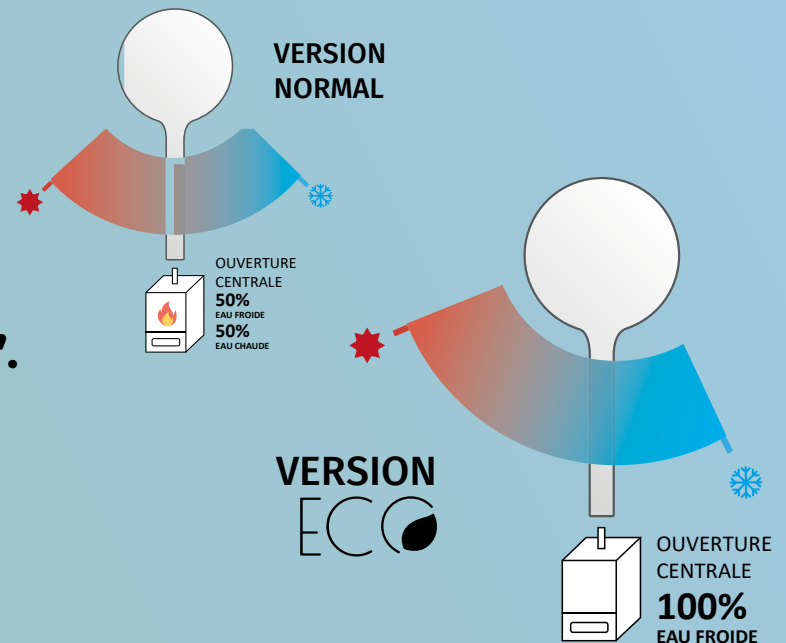 VERSION
NORMAL
OUVERTURE
CENTRALE
50%
EAU FROIDE
50%
EAU CHAUDE
VERSION
ECO
OUVERTURE
CENTRALE
100%
EAU FROIDE